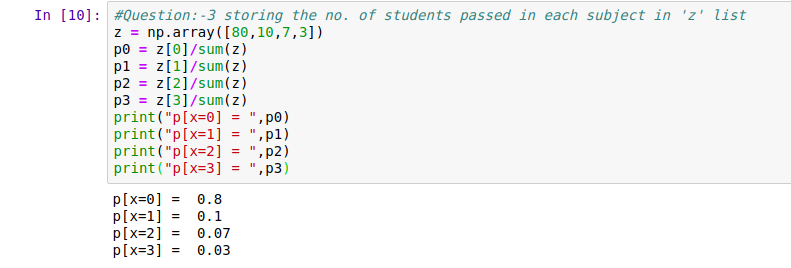 In [10]: #Question:-3 storing the no. of students passed in each subject in 'z' list
z = np.array([80,10,7,3])
p0 = z[0]/sum(z)
p1 = z[1]/sum(z)
p2 = z[2]/sum(z)
p3 = z[3]/sum(z)
print("p[x=0] = ",p0)
print("p[x=1] = ",p1)
print("p[x=2] = ",p2)
print("p[x=3] = ",p3)
p[x=0] =  0.8
p[x=1] =  0.1
p[x=2] =  0.07
p[x=3] =  0.03